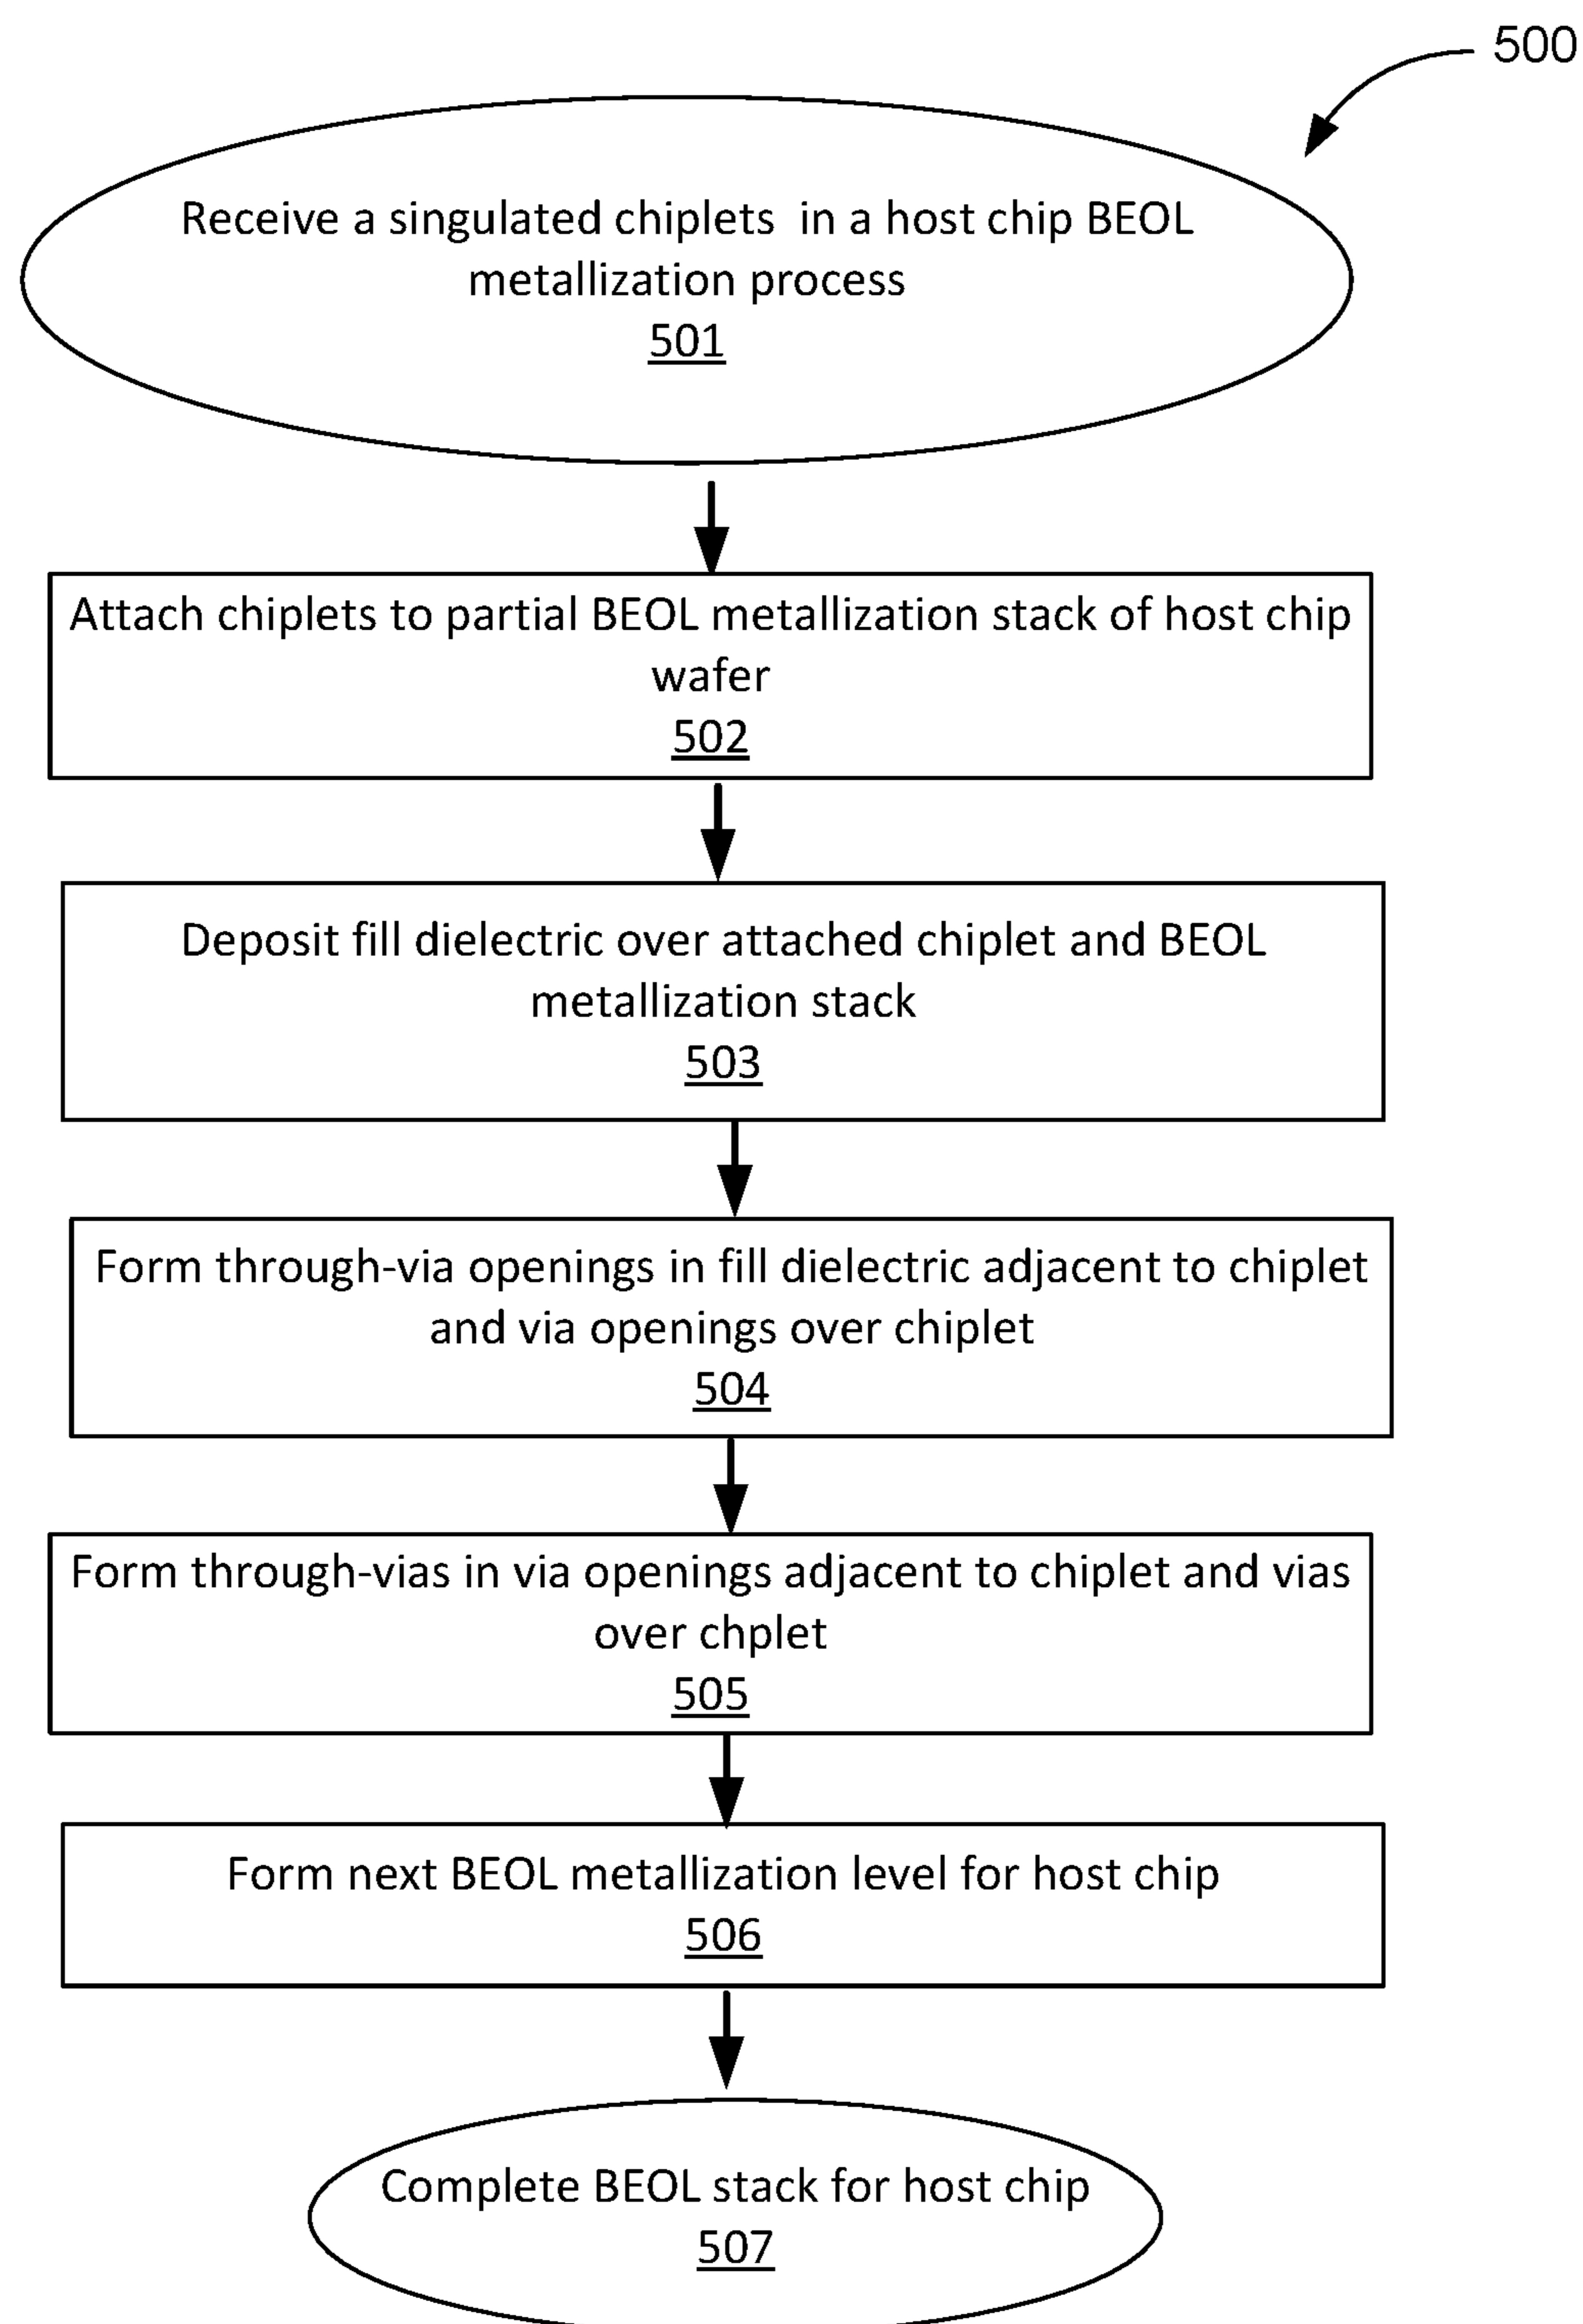 500
Receive a singulated chiplets in a host chip BEOL
metallization process
501
Attach chiplets to partial BEOL metallization stack of host chip
wafer
502
Deposit fill dielectric over attached chiplet and BEOL
metallization stack
503
Form through-via openings in fill dielectric adjacent to chiplet
and via openings over chiplet
504
Form through-vias in via openings adjacent to chiplet and vias
over chplet
505
Form next BEOL metallization level for host chip
506
Complete BEOL stack for host chip
507